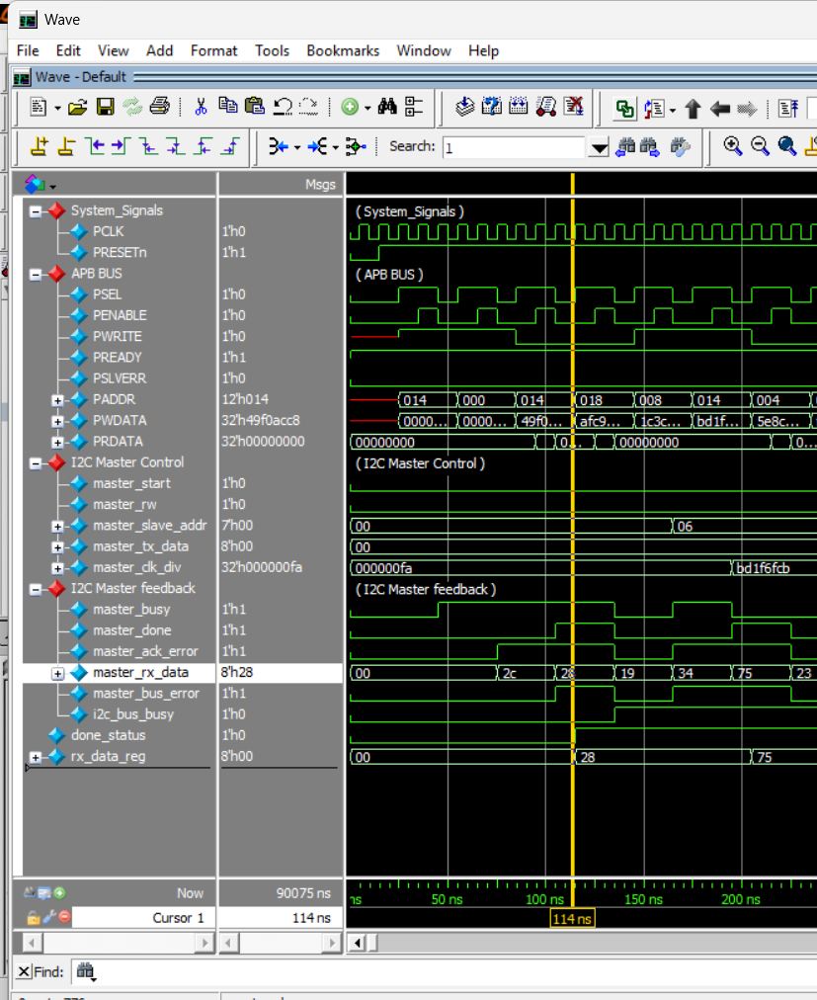 Wave
File Edit View Add Format Tools Bookmarks Window Help
Wave - Default
Search: 1
Msgs
System_Signals
( System_Signals )
PCLK 1'h0
PRESETn 1'h1
APB BUS
( APB BUS )
PSEL 1'h0
PENABLE 1'h0
PWRITE 1'h0
PREADY 1'h1
PSLVERR 1'h0
PADDR 12'h014 014 000 014 018 008 014 004
PWDATA 32'h49f0acc8 0000... 0000... 49f0... afc9... 1c3c... bd1f... 5e8c...
PRDATA 32'h00000000 00000000 0... 00000000 0...
I2C Master Control
( I2C Master Control )
master_start 1'h0
master_rw 1'h0
master_slave_addr 7'h00 00 06
master_tx_data 8'h00 00
master_clk_div 32'h000000fa 000000fa bd1f6fcb
I2C Master feedback
( I2C Master feedback )
master_busy 1'h1
master_done 1'h1
master_ack_error 1'h1
master_rx_data 8'h28 00 2c 28 19 34 75 23
master_bus_error 1'h1
i2c_bus_busy 1'h0
done_status 1'h0
rx_data_reg 8'h00 00 28 75
Now 90075 ns
ns 50 ns 100 ns 150 ns 200 ns
Cursor 1 114 ns 114 ns
Find: